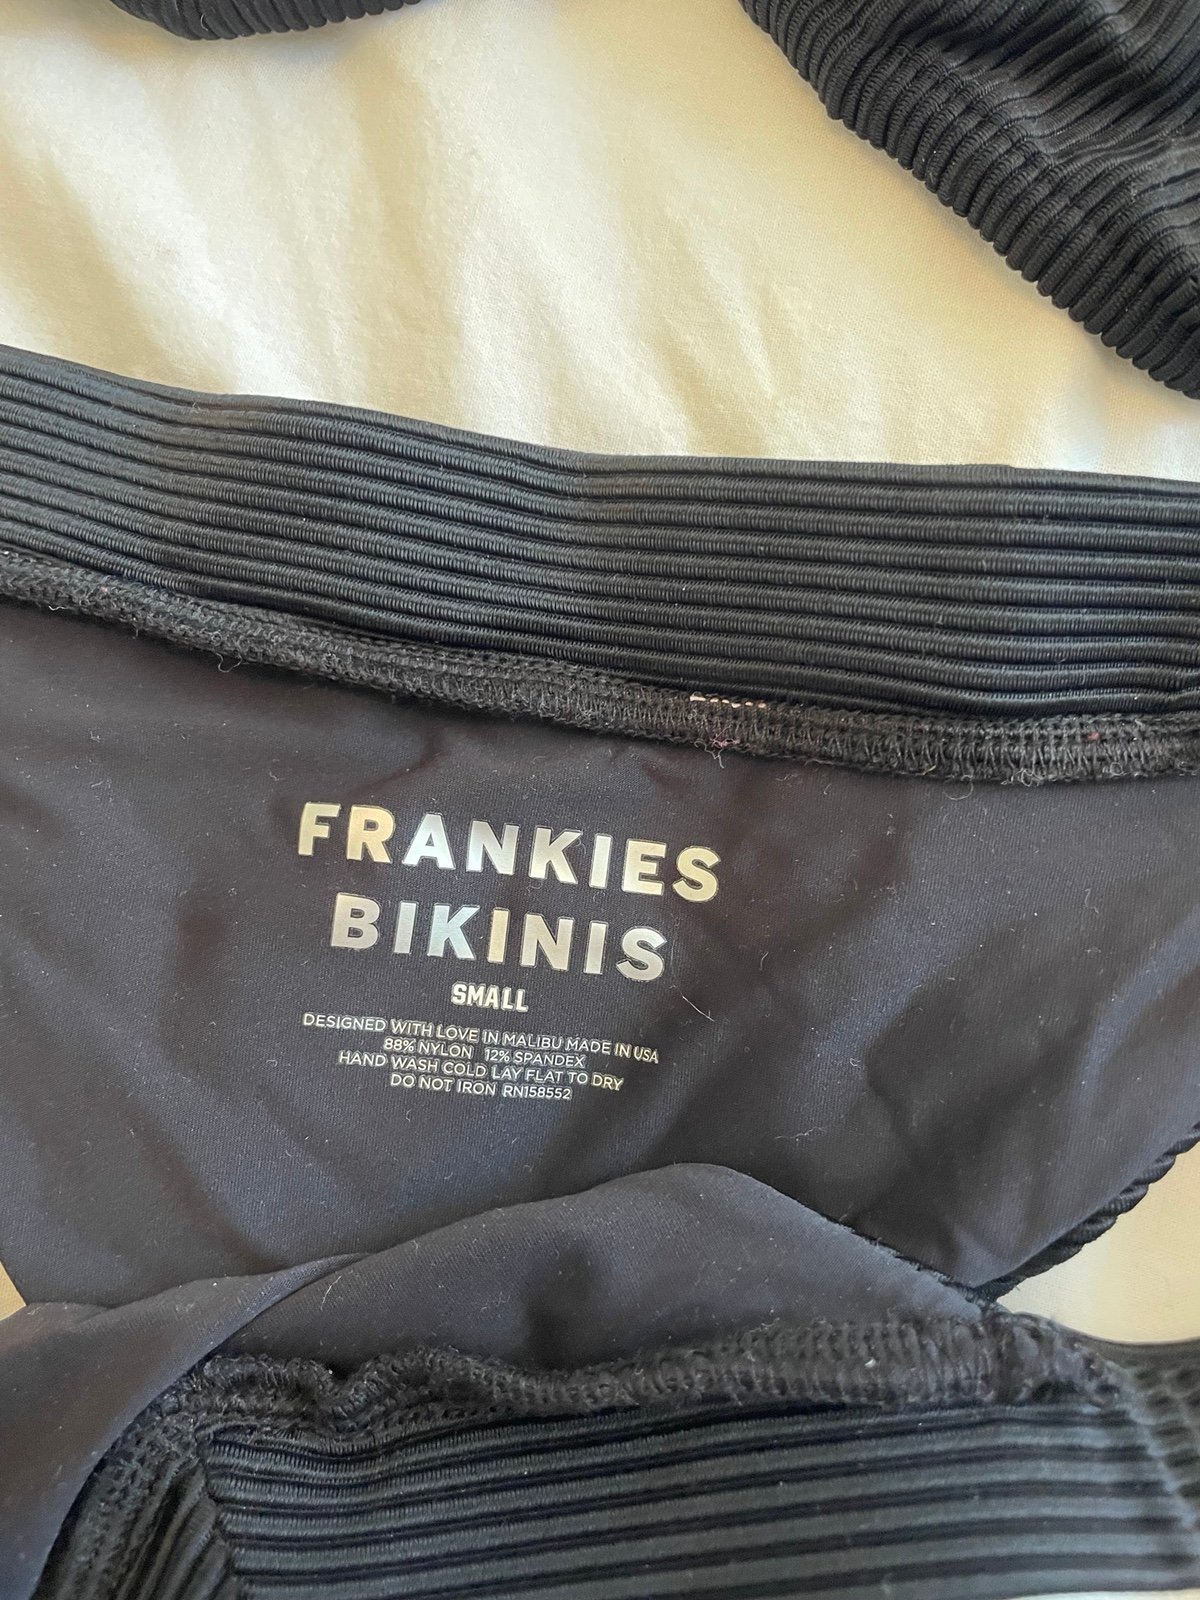 FRANKIES
BIKINIS
SMALL
DESIGNED WITH LOVE IN MALIBU MADE IN USA
88% NYLON 12% SPANDEX
HAND WASH COLD LAY FLAT TO DRY
DO NOT IRON RN158552